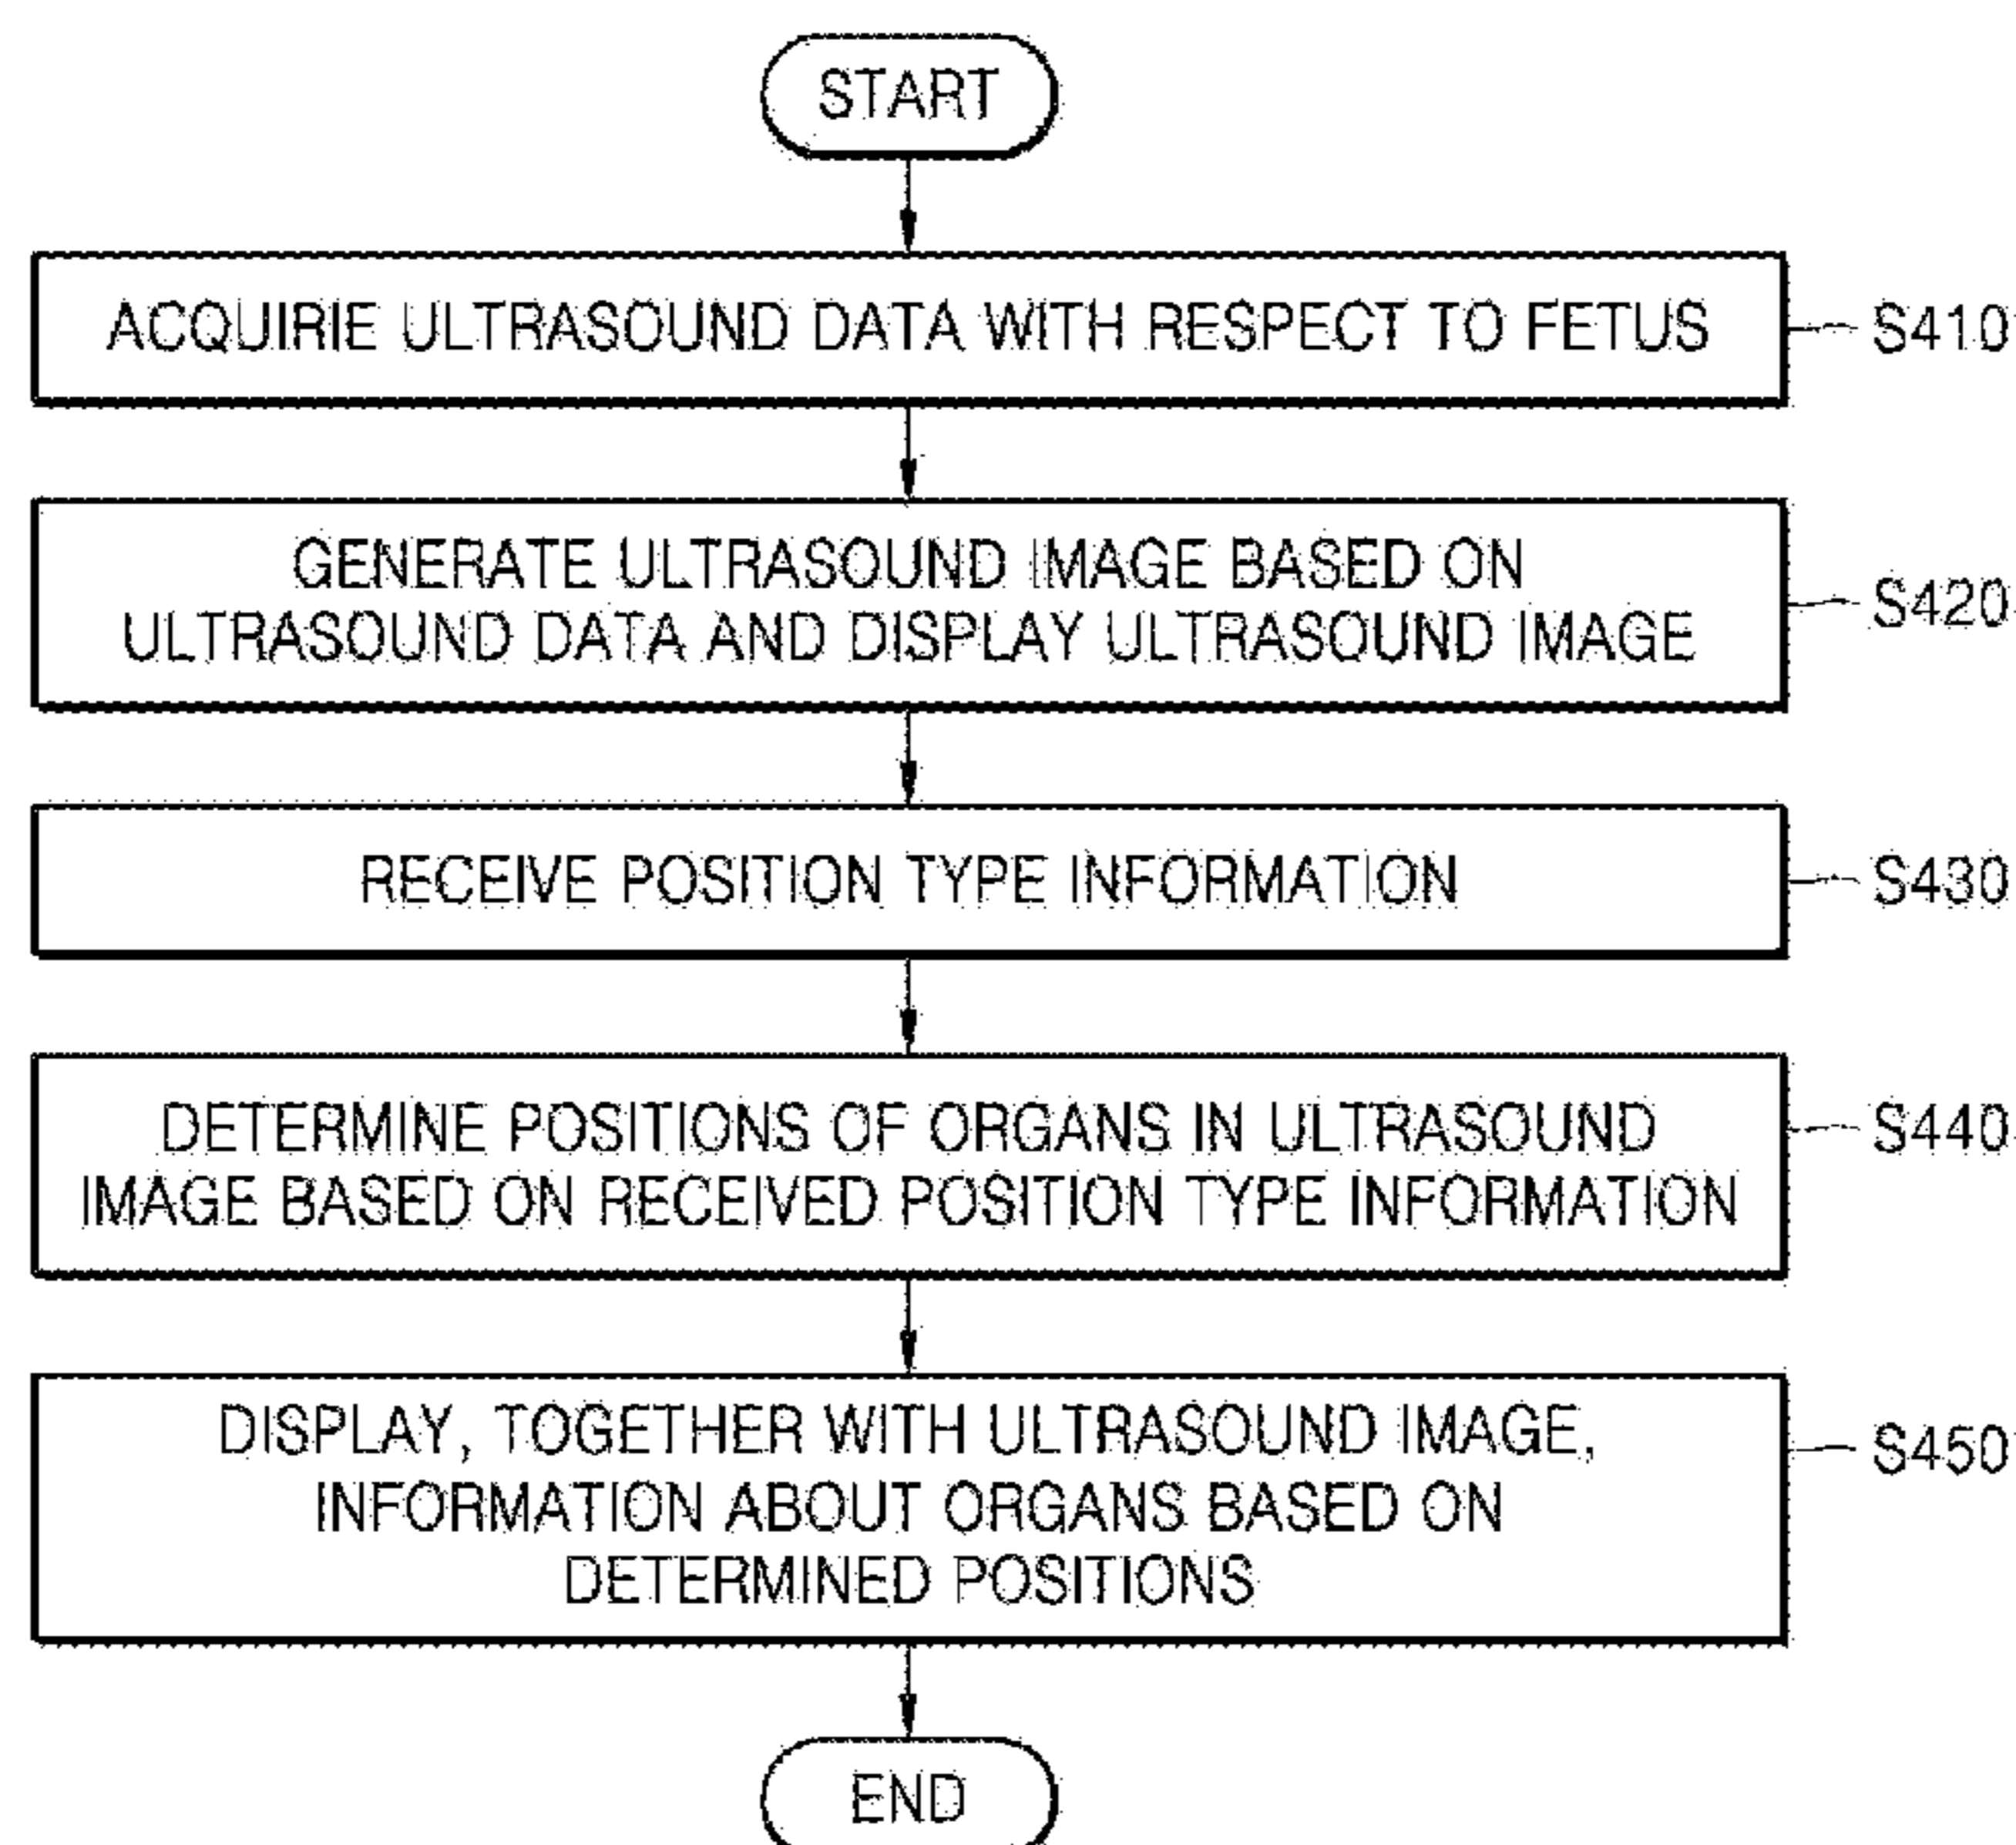 START
ACQUIRIE ULTRASOUND DATA WITH RESPECT TO FETUS
S410
GENERATE ULTRASOUND IMAGE BASED ON
ULTRASOUND DATA AND DISPLAY ULTRASOUND IMAGE
S420
RECEIVE POSITION TYPE INFORMATION
S430
DETERMINE POSITIONS OF ORGANS IN ULTRASOUND
IMAGE BASED ON RECEIVED POSITION TYPE INFORMATION
S440
DISPLAY, TOGETHER WITH ULTRASOUND IMAGE,
INFORMATION ABOUT ORGANS BASED ON
DETERMINED POSITIONS
S450
END